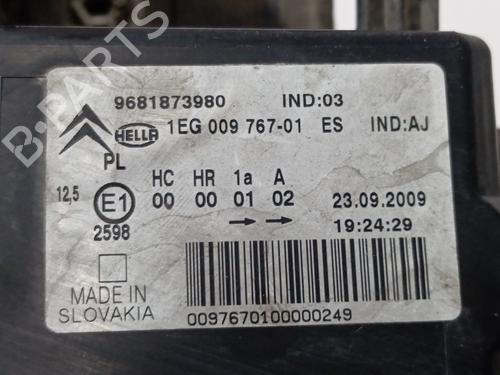 9681873980 IND:03
HELLA 1EG 009 767-01 ES IND:AJ
PL
HC HR 1a A
12,5 E1 00 00 01 02 23.09.2009
2598 19:24:29
MADE IN
SLOVAKIA
0097670100000249